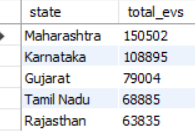 state total_evs
Maharashtra 150502
Karnataka 108895
Gujarat 79004
Tamil Nadu 68885
Rajasthan 63835